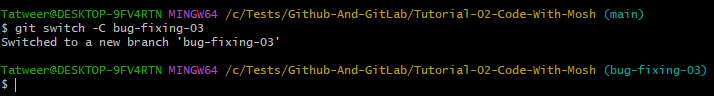 Tatweer@DESKTOP-9FV4RTN MINGW64 /c/Tests/Github-And-GitLab/Tutorial-02-Code-With-Mosh (main)
$ git switch -C bug-fixing-03
Switched to a new branch 'bug-fixing-03'
Tatweer@DESKTOP-9FV4RTN MINGW64 /c/Tests/Github-And-GitLab/Tutorial-02-Code-With-Mosh (bug-fixing-03)
$